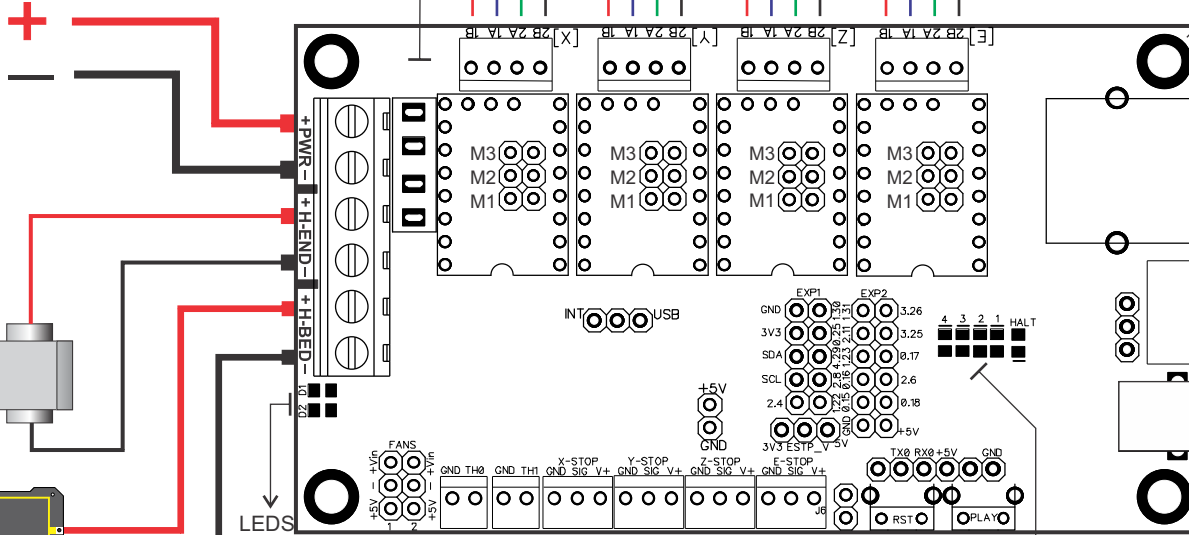 +
−
1B 1A 2A 2B [X]
1B 1A 2A 2B [Y]
1B 1A 2A 2B [Z]
1B 1A 2A 2B [E]
+ PWR −
+ H-END −
+ H-BED −
M3
M2
M1
M3
M2
M1
M3
M2
M1
M3
M2
M1
INT USB
EXP1 EXP2
GND 1.30 1.31 3.26
3V3 0.25 2.11 3.25
SDA 4.29 1.23 0.17
SCL 2.8 0.16 2.6
2.4 1.22 0.15 0.18
GND +5V
3V3 ESTP_V 5V
4 3 2 1 HALT
D1
D2
LEDS
+5V
GND
FANS
+Vin +Vin
− −
+5V +5V
1 2
GND TH0
GND TH1
X-STOP
GND SIG V+
Y-STOP
GND SIG V+
Z-STOP
GND SIG V+
E-STOP
GND SIG V+
J6
TX0 RX0 +5V GND
RST
PLAY